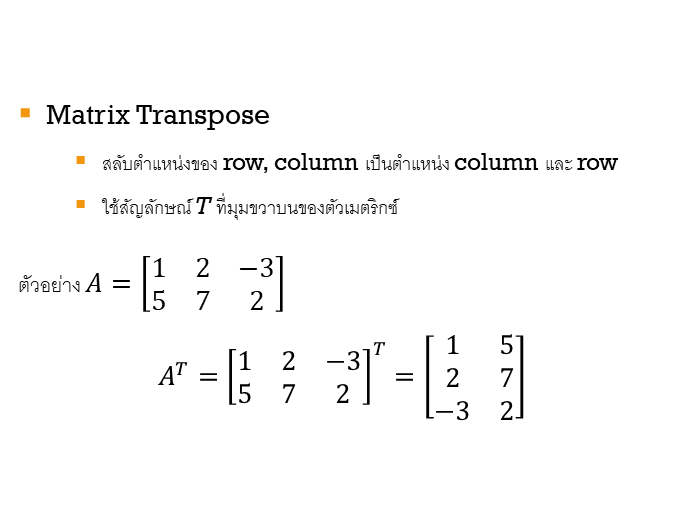 ▪ Matrix Transpose
▪ สลับตำแหน่งของ row, column เป็นตำแหน่ง column และ row
▪ ใช้สัญลักษณ์ T ที่มุมขวาบนของตัวเมตริกซ์
ตัวอย่าง A = [1 2 −3
5 7 2]
A^T = [1 2 −3
5 7 2]^T = [1 5
2 7
−3 2]